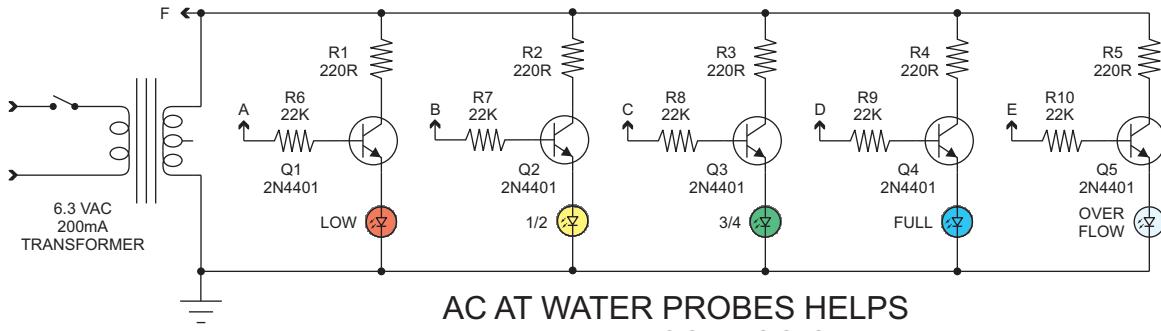 F
R1
220R
R2
220R
R3
220R
R4
220R
R5
220R
A
R6
22K
B
R7
22K
C
R8
22K
D
R9
22K
E
R10
22K
Q1
2N4401
Q2
2N4401
Q3
2N4401
Q4
2N4401
Q5
2N4401
6.3 VAC
200mA
TRANSFORMER
LOW
1/2
3/4
FULL
OVER
FLOW
AC AT WATER PROBES HELPS